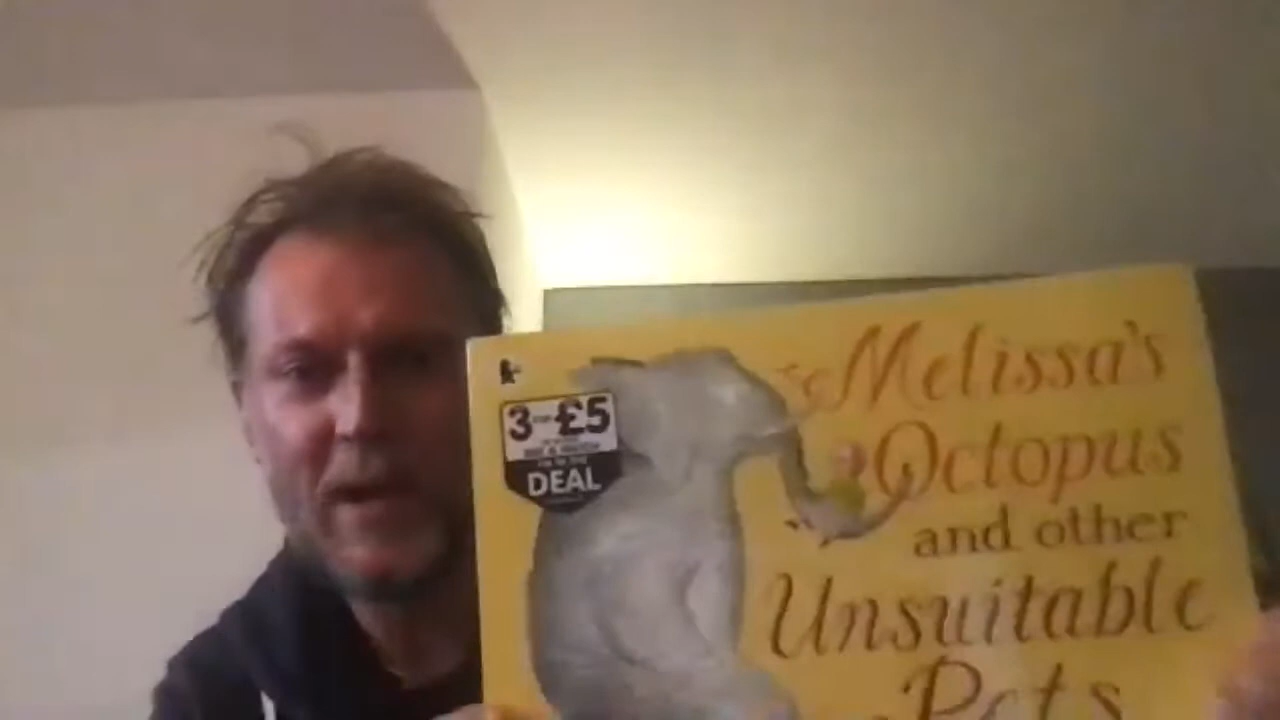 3 FOR £5
DEAL
Melissa's
Octopus
and other
Unsuitable
Pets